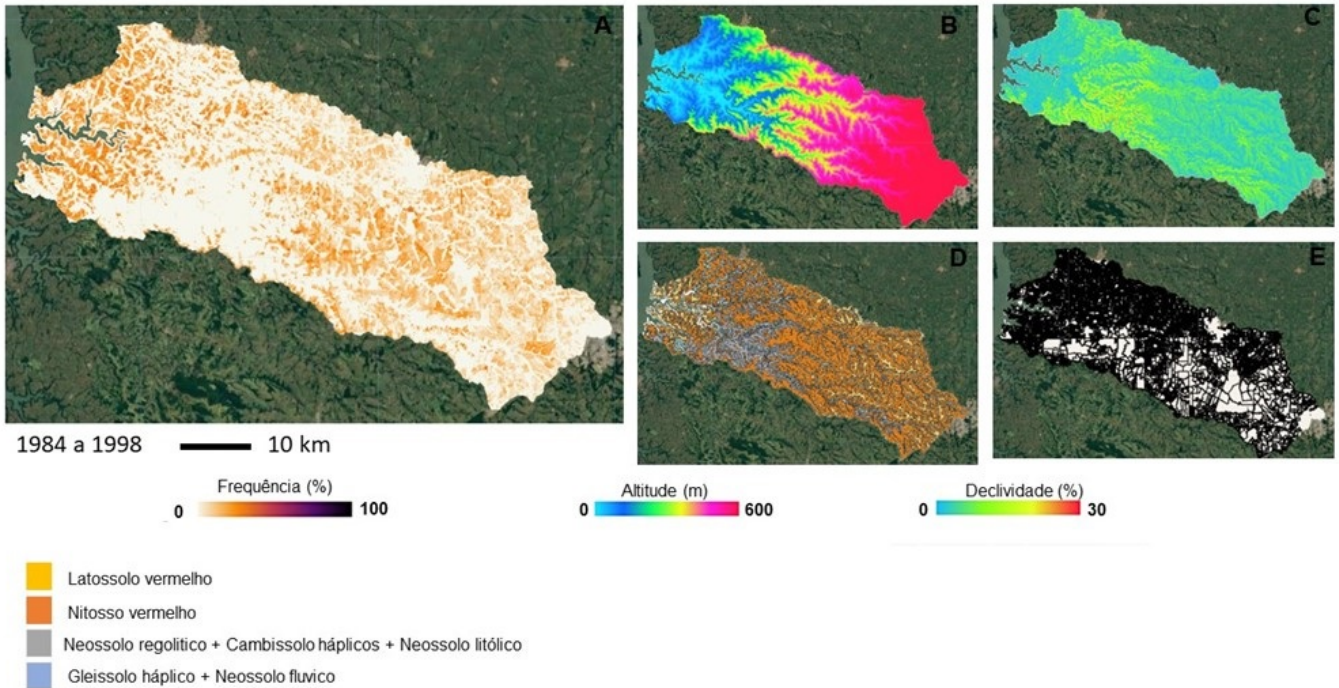 A
B
C
D
E
1984 a 1998 10 km
Frequência (%)
0 100
Altitude (m)
0 600
Declividade (%)
0 30
Latossolo vermelho
Nitosso vermelho
Neossolo regolitico + Cambissolo háplicos + Neossolo litólico
Gleissolo háplico + Neossolo fluvico